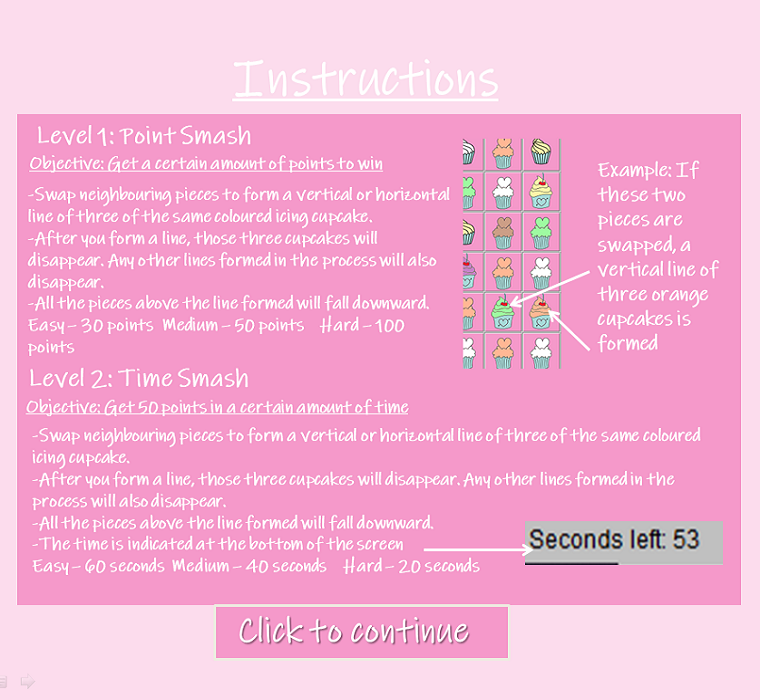 Instructions
Level 1: Point Smash
Objective: Get a certain amount of points to win
-Swap neighbouring pieces to form a vertical or horizontal
line of three of the same coloured icing cupcake.
-After you form a line, those three cupcakes will
disappear. Any other lines formed in the process will also
disappear.
-All the pieces above the line formed will fall downward.
Easy – 30 points Medium – 50 points Hard – 100
points
Example: If
these two
pieces are
swapped, a
vertical line of
three orange
cupcakes is
formed
Level 2: Time Smash
Objective: Get 50 points in a certain amount of time
-Swap neighbouring pieces to form a vertical or horizontal line of three of the same coloured
icing cupcake.
-After you form a line, those three cupcakes will disappear. Any other lines formed in the
process will also disappear.
-All the pieces above the line formed will fall downward.
-The time is indicated at the bottom of the screen
Easy – 60 seconds Medium – 40 seconds Hard – 20 seconds
Seconds left: 53
Click to continue